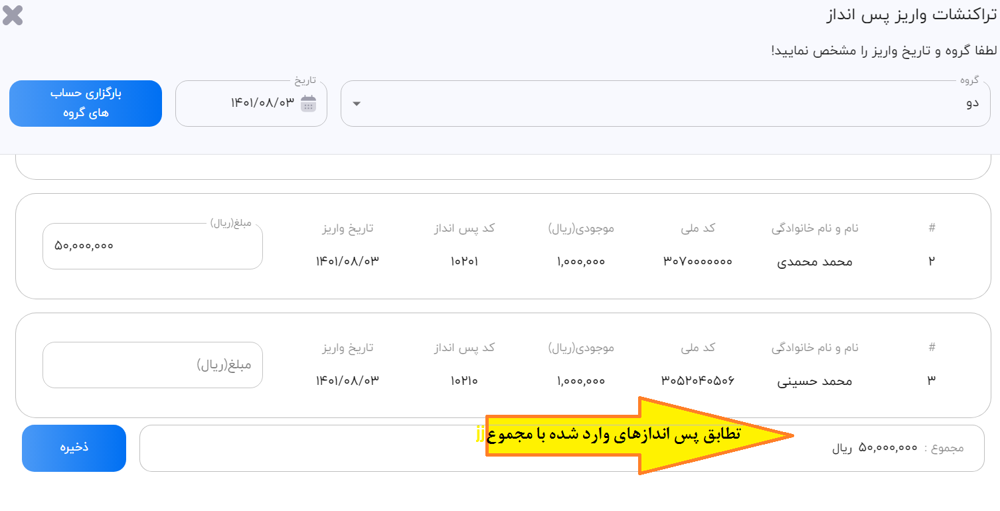 تراکنشات واریز پس انداز
لطفا گروه و تاریخ واریز را مشخص نمایید!
گروه
دو
تاریخ
۱۴۰۱/۰۸/۰۳
بارگزاری حساب
های گروه
# نام و نام خانوادگی کد ملی موجودی(ریال) کد پس انداز تاریخ واریز مبلغ(ریال)
۲ محمد محمدی ۳۰۷۰۰۰۰۰۰۰ ۱,۰۰۰,۰۰۰ ۱۰۲۰۱ ۱۴۰۱/۰۸/۰۳ ۵۰,۰۰۰,۰۰۰
# نام و نام خانوادگی کد ملی موجودی(ریال) کد پس انداز تاریخ واریز
۳ محمد حسینی ۳۰۵۲۰۴۰۵۰۶ ۱,۰۰۰,۰۰۰ ۱۰۲۱۰ ۱۴۰۱/۰۸/۰۳ مبلغ(ریال)
مجموع : ۵۰,۰۰۰,۰۰۰ ریال
تطابق پس اندازهای وارد شده با مجموعjj
ذخیره